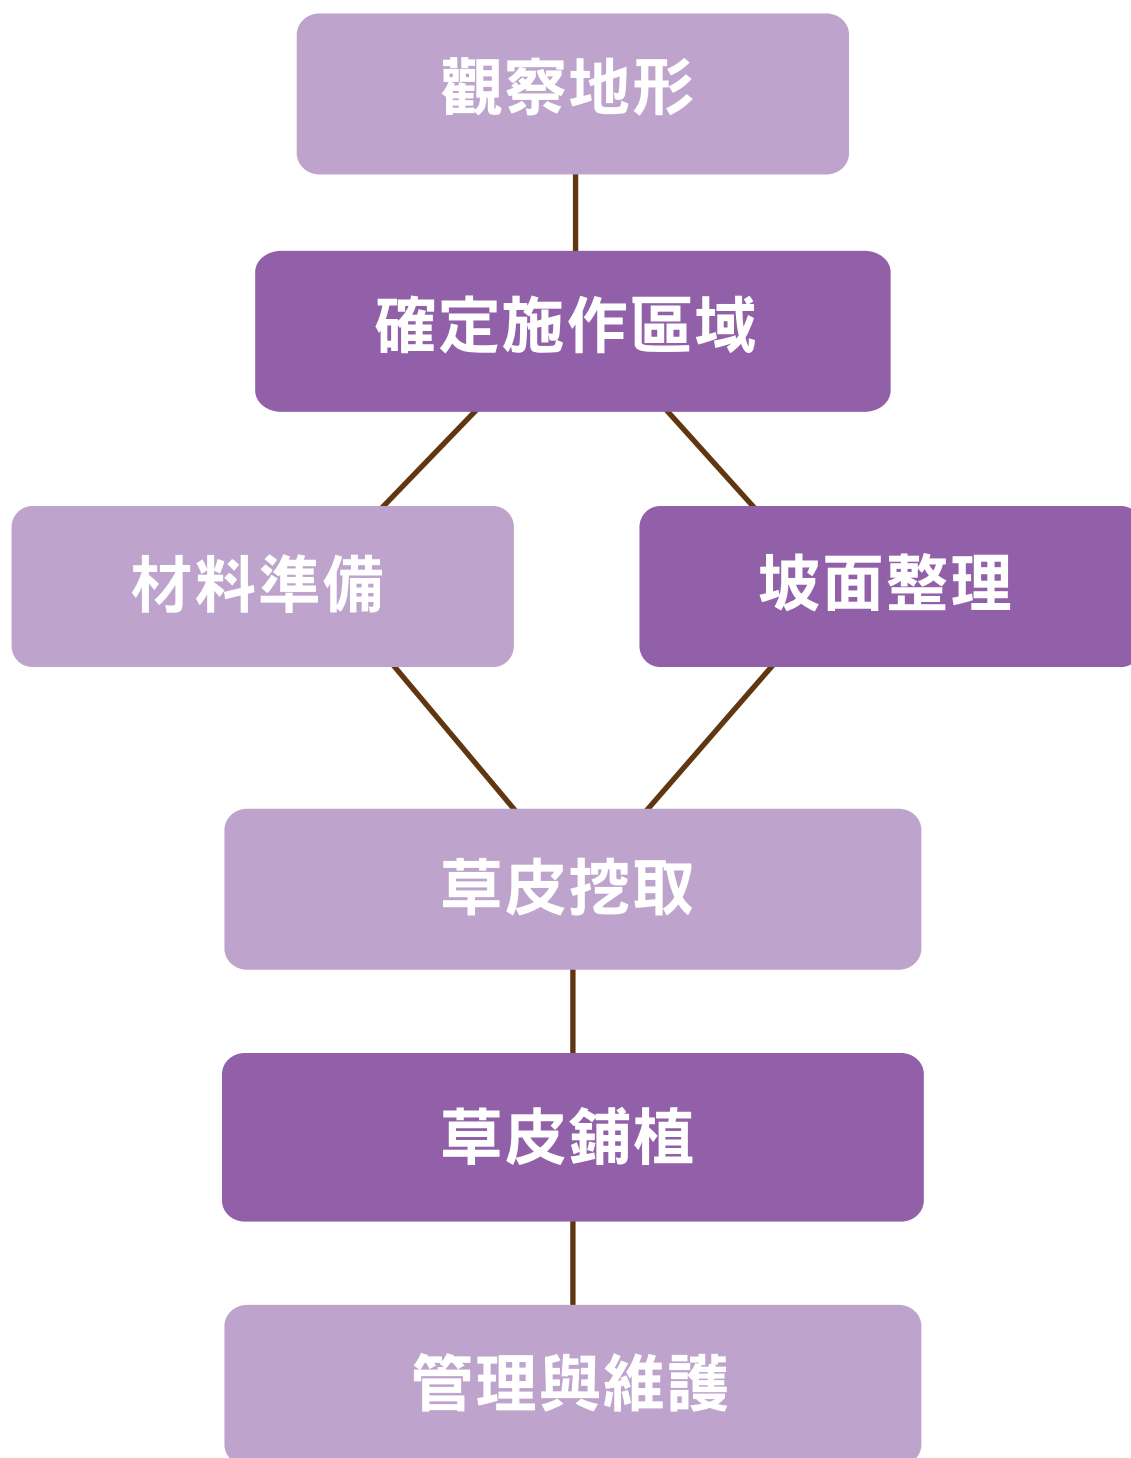 觀察地形
確定施作區域
材料準備
坡面整理
草皮挖取
草皮鋪植
管理與維護